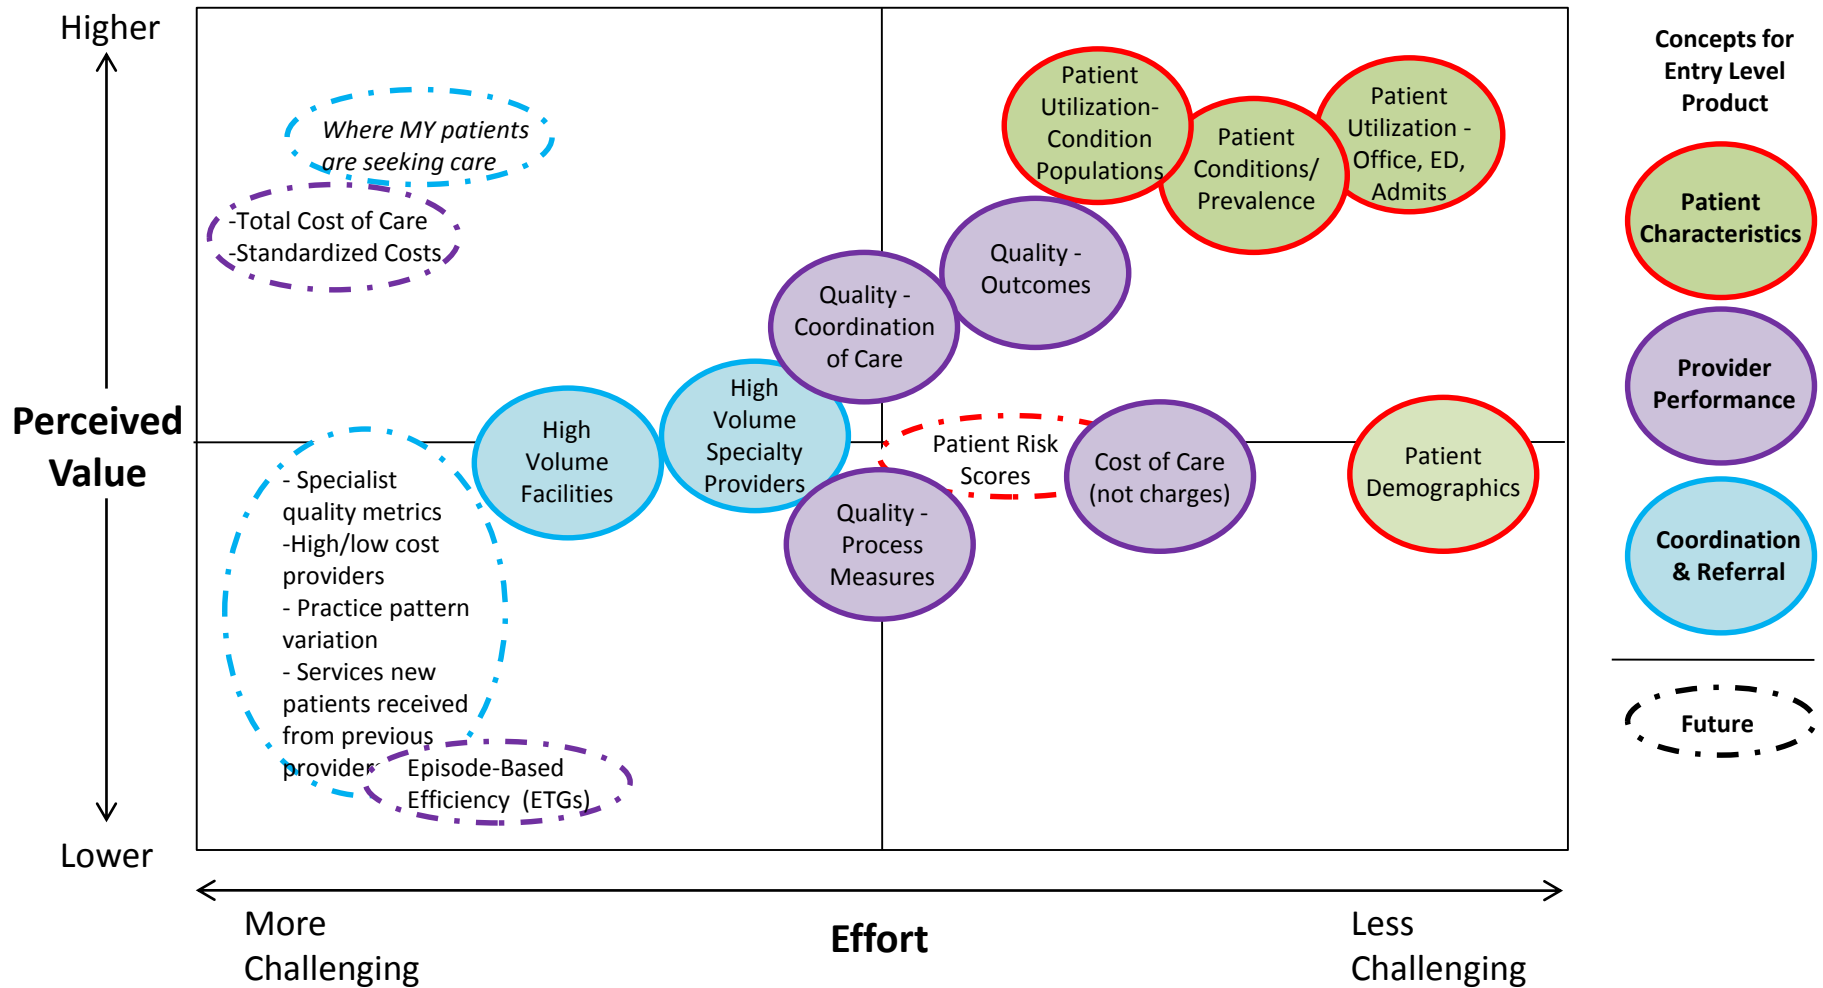 Higher
Perceived
Value
Lower
Where MY patients
are seeking care
-Total Cost of Care
-Standardized Costs
- Specialist
quality metrics
-High/low cost
providers
- Practice pattern
variation
- Services new
patients received
from previous
provider
Episode-Based
Efficiency (ETGs)
High
Volume
Facilities
High
Volume
Specialty
Providers
Quality -
Coordination
of Care
Quality -
Process
Measures
Quality -
Outcomes
Patient
Utilization-
Condition
Populations
Patient
Conditions/
Prevalence
Patient
Utilization -
Office, ED,
Admits
Patient Risk
Scores
Cost of Care
(not charges)
Patient
Demographics
More
Challenging
Effort
Less
Challenging
Concepts for
Entry Level
Product
Patient
Characteristics
Provider
Performance
Coordination
& Referral
Future